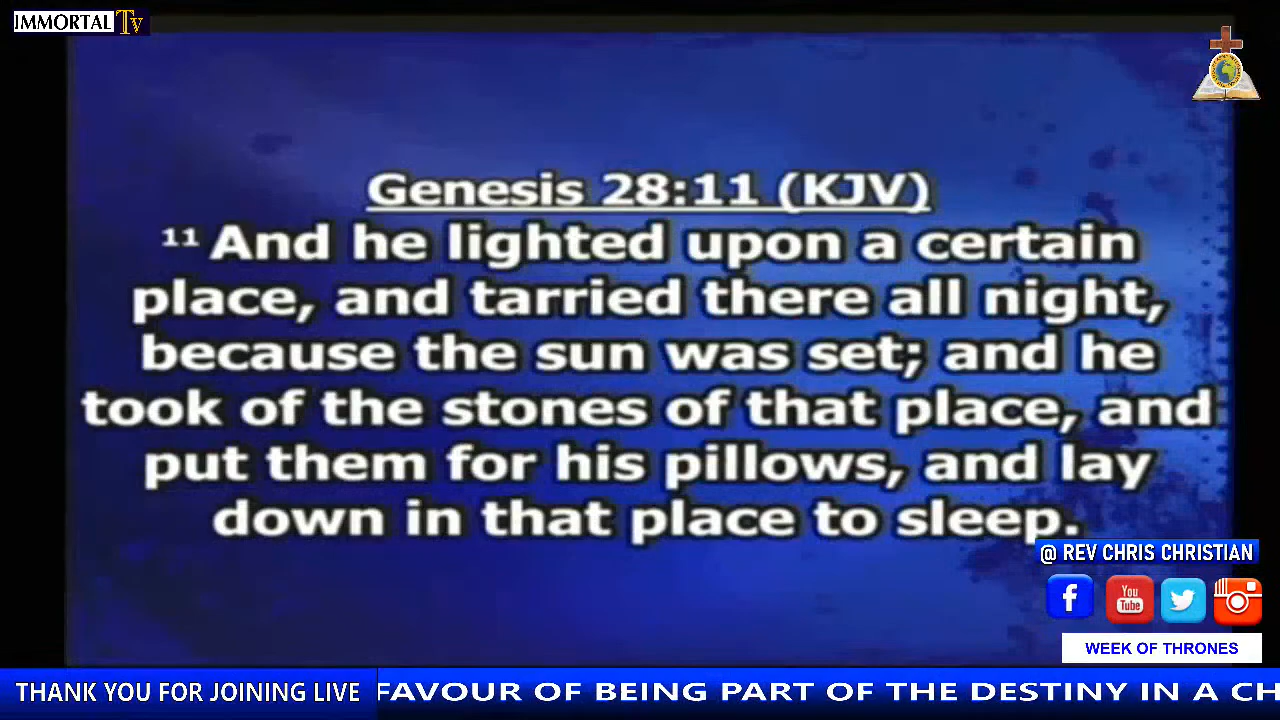 IMMORTAL TV
Genesis 28:11 (KJV)
11 And he lighted upon a certain
place, and tarried there all night,
because the sun was set; and he
took of the stones of that place, and
put them for his pillows, and lay
down in that place to sleep.
@ REV CHRIS CHRISTIAN
f You Tube
WEEK OF THRONES
THANK YOU FOR JOINING LIVE FAVOUR OF BEING PART OF THE DESTINY IN A CH